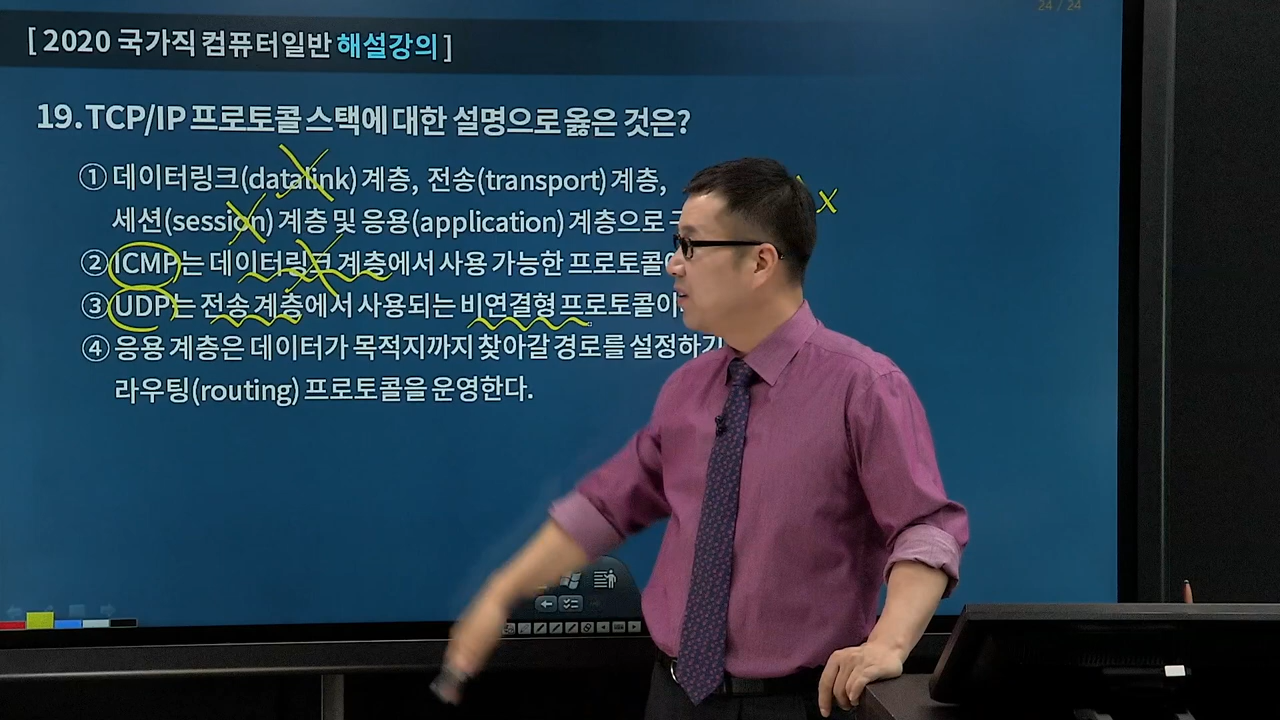 24 / 24
[ 2020 국가직 컴퓨터일반 해설강의 ]
19. TCP/IP 프로토콜 스택에 대한 설명으로 옳은 것은?
① 데이터링크(datalink) 계층, 전송(transport) 계층,
세션(session) 계층 및 응용(application) 계층으로
② ICMP는 데이터링크 계층에서 사용 가능한 프로토콜
③ UDP는 전송 계층에서 사용되는 비연결형 프로토콜이
④ 응용 계층은 데이터가 목적지까지 찾아갈 경로를 설정하기
라우팅(routing) 프로토콜을 운영한다.